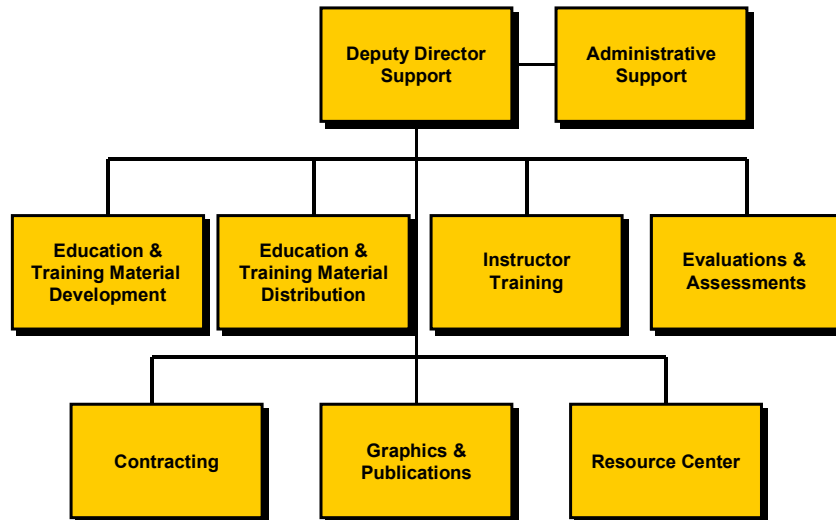 Deputy Director
Support
Administrative
Support
Education &
Training Material
Development
Education &
Training Material
Distribution
Instructor
Training
Evaluations &
Assessments
Contracting
Graphics &
Publications
Resource Center